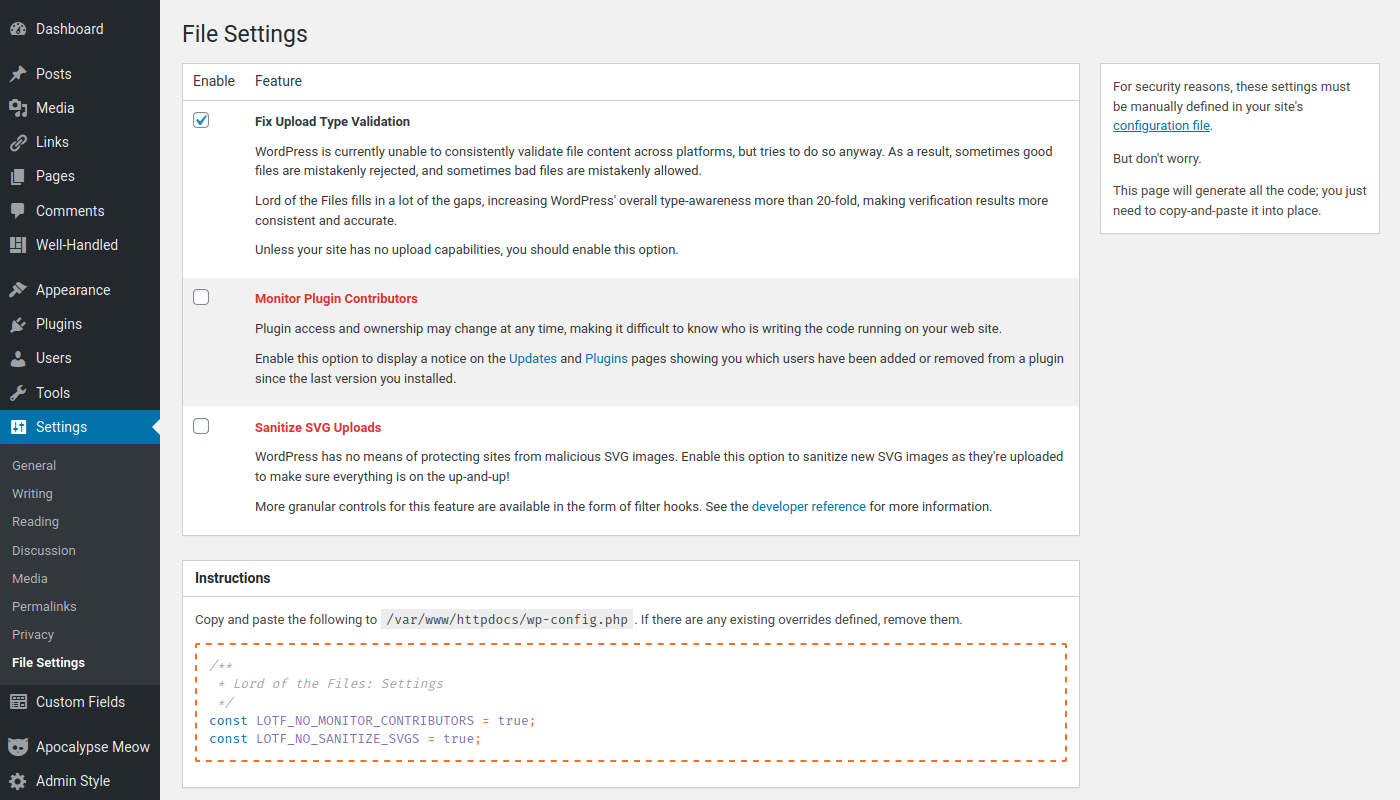 Dashboard
Posts
Media
Links
Pages
Comments
Well-Handled
Appearance
Plugins
Users
Tools
Settings
General
Writing
Reading
Discussion
Media
Permalinks
Privacy
File Settings
Custom Fields
Apocalypse Meow
Admin Style
File Settings
Enable Feature
Fix Upload Type Validation
WordPress is currently unable to consistently validate file content across platforms, but tries to do so anyway. As a result, sometimes good
files are mistakenly rejected, and sometimes bad files are mistakenly allowed.
Lord of the Files fills in a lot of the gaps, increasing WordPress' overall type-awareness more than 20-fold, making verification results more
consistent and accurate.
Unless your site has no upload capabilities, you should enable this option.
Monitor Plugin Contributors
Plugin access and ownership may change at any time, making it difficult to know who is writing the code running on your web site.
Enable this option to display a notice on the Updates and Plugins pages showing you which users have been added or removed from a plugin
since the last version you installed.
Sanitize SVG Uploads
WordPress has no means of protecting sites from malicious SVG images. Enable this option to sanitize new SVG images as they're uploaded
to make sure everything is on the up-and-up!
More granular controls for this feature are available in the form of filter hooks. See the developer reference for more information.
Instructions
Copy and paste the following to /var/www/httpdocs/wp-config.php . If there are any existing overrides defined, remove them.
/**
* Lord of the Files: Settings
*/
const LOTF_NO_MONITOR_CONTRIBUTORS = true;
const LOTF_NO_SANITIZE_SVGS = true;
For security reasons, these settings must
be manually defined in your site's
configuration file.
But don't worry.
This page will generate all the code; you just
need to copy-and-paste it into place.